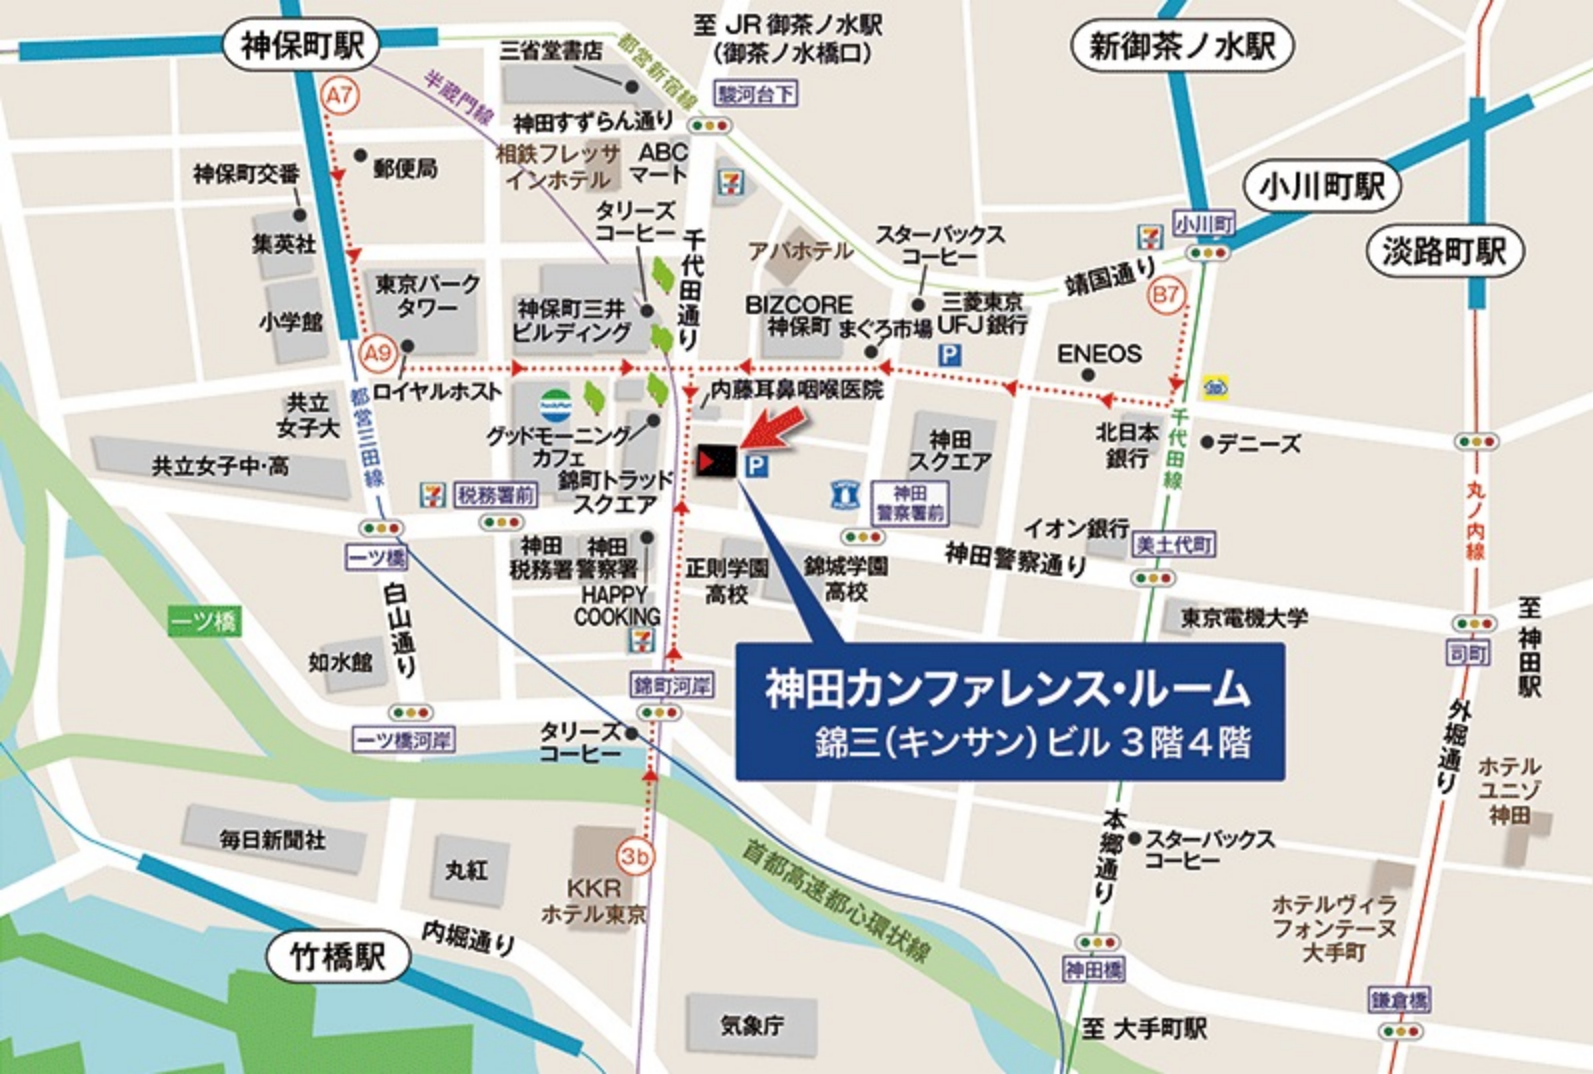 神保町駅
三省堂書店
都営新宿線
至 JR 御茶ノ水駅
(御茶ノ水橋口)
新御茶ノ水駅
A7
半蔵門線
駿河台下
神田すずらん通り
神保町交番
郵便局
相鉄フレッサ
インホテル
ABC
マート
小川町駅
集英社
タリーズ
コーヒー
千代田通り
アパホテル
スターバックス
コーヒー
小川町
淡路町駅
靖国通り
B7
小学館
東京パーク
タワー
神保町三井
ビルディング
BIZCORE
神保町
まぐろ市場
三菱東京
UFJ 銀行
P
ENEOS
A9
ロイヤルホスト
内藤耳鼻咽喉医院
共立
女子大
都営三田線
FamilyMart
グッドモーニング
カフェ
錦町トラッド
スクエア
神田
スクエア
北日本
銀行
千代田線
デニーズ
共立女子中・高
P
税務署前
神田
警察署前
イオン銀行
美土代町
丸ノ内線
一ツ橋
神田
税務署
神田
警察署
HAPPY
COOKING
正則学園
高校
錦城学園
高校
神田警察通り
一ツ橋
白山通り
東京電機大学
至 神田駅
司町
如水館
錦町河岸
神田カンファレンス・ルーム
錦三(キンサン)ビル 3階4階
一ツ橋河岸
タリーズ
コーヒー
外堀通り
ホテル
ユニゾ
神田
毎日新聞社
丸紅
3b
KKR
ホテル東京
首都高速都心環状線
本郷通り
スターバックス
コーヒー
ホテルヴィラ
フォンテーヌ
大手町
竹橋駅
内堀通り
神田橋
鎌倉橋
気象庁
至 大手町駅